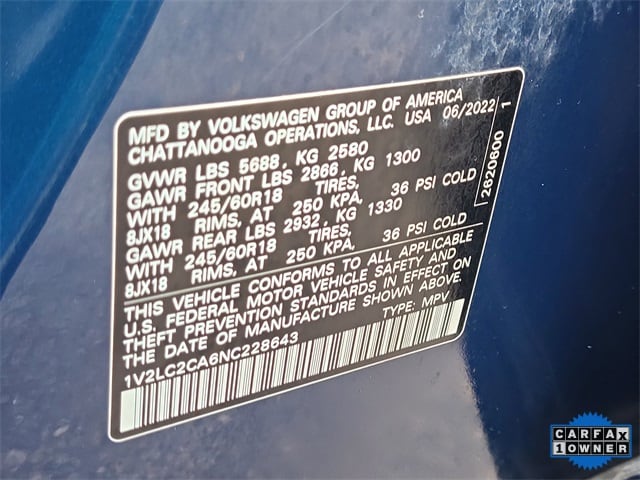 MFD BY VOLKSWAGEN GROUP OF AMERICA
CHATTANOOGA OPERATIONS, LLC. USA 06/2022
GVWR LBS 5688, KG 2580
GAWR FRONT LBS 2866, KG 1300
WITH 245/60R18 TIRES,
8JX18 RIMS, AT 250 KPA, 36 PSI COLD
GAWR REAR LBS 2932, KG 1330
WITH 245/60R18 TIRES,
8JX18 RIMS, AT 250 KPA, 36 PSI COLD
THIS VEHICLE CONFORMS TO ALL APPLICABLE
U.S. FEDERAL MOTOR VEHICLE SAFETY AND
THEFT PREVENTION STANDARDS IN EFFECT ON
THE DATE OF MANUFACTURE SHOWN ABOVE.
1V2LC2CA6NC228643 TYPE: MPV
2620600 1
CARFAX
1 OWNER